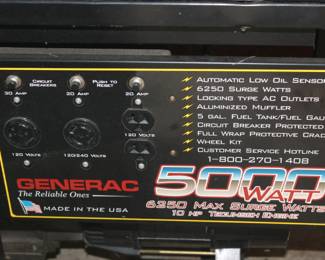 CIRCUIT BREAKERS
PUSH TO RESET
30 AMP
20 AMP
20 AMP
120 VOLTS
120 VOLTS
120/240 VOLTS
AUTOMATIC LOW OIL SENSOR
6250 SURGE WATTS
LOCKING TYPE AC OUTLETS
ALUMINIZED MUFFLER
5 GAL. FUEL TANK/FUEL GAU
CIRCUIT BREAKER PROTECTED
FULL WRAP PROTECTIVE CRAD
WHEEL KIT
CUSTOMER SERVICE HOTLINE
1-800-270-1408
GENERAC
The Reliable Ones
MADE IN THE USA
5000
WATT
6250 MAX SURGE WATTS
10 HP TECUMSEH ENGINE